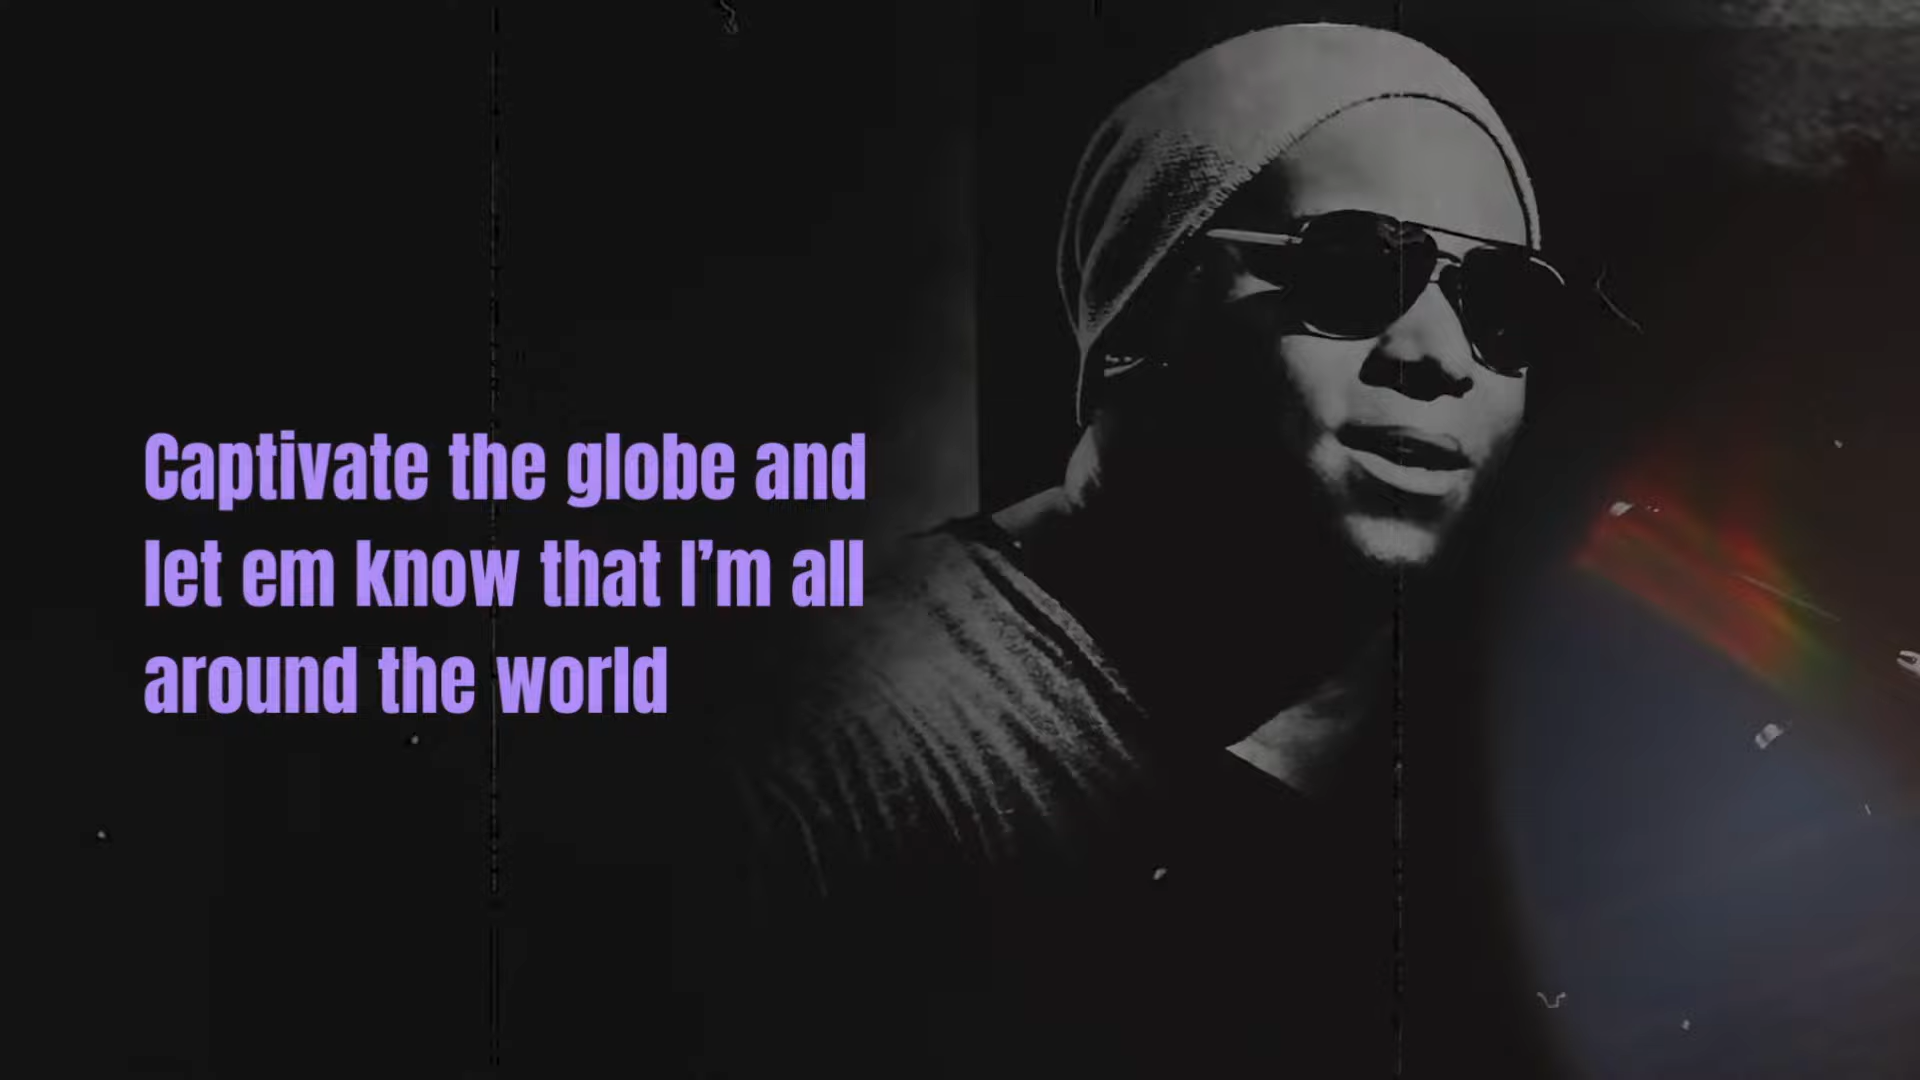 Captivate the globe and
let em know that I’m all
around the world